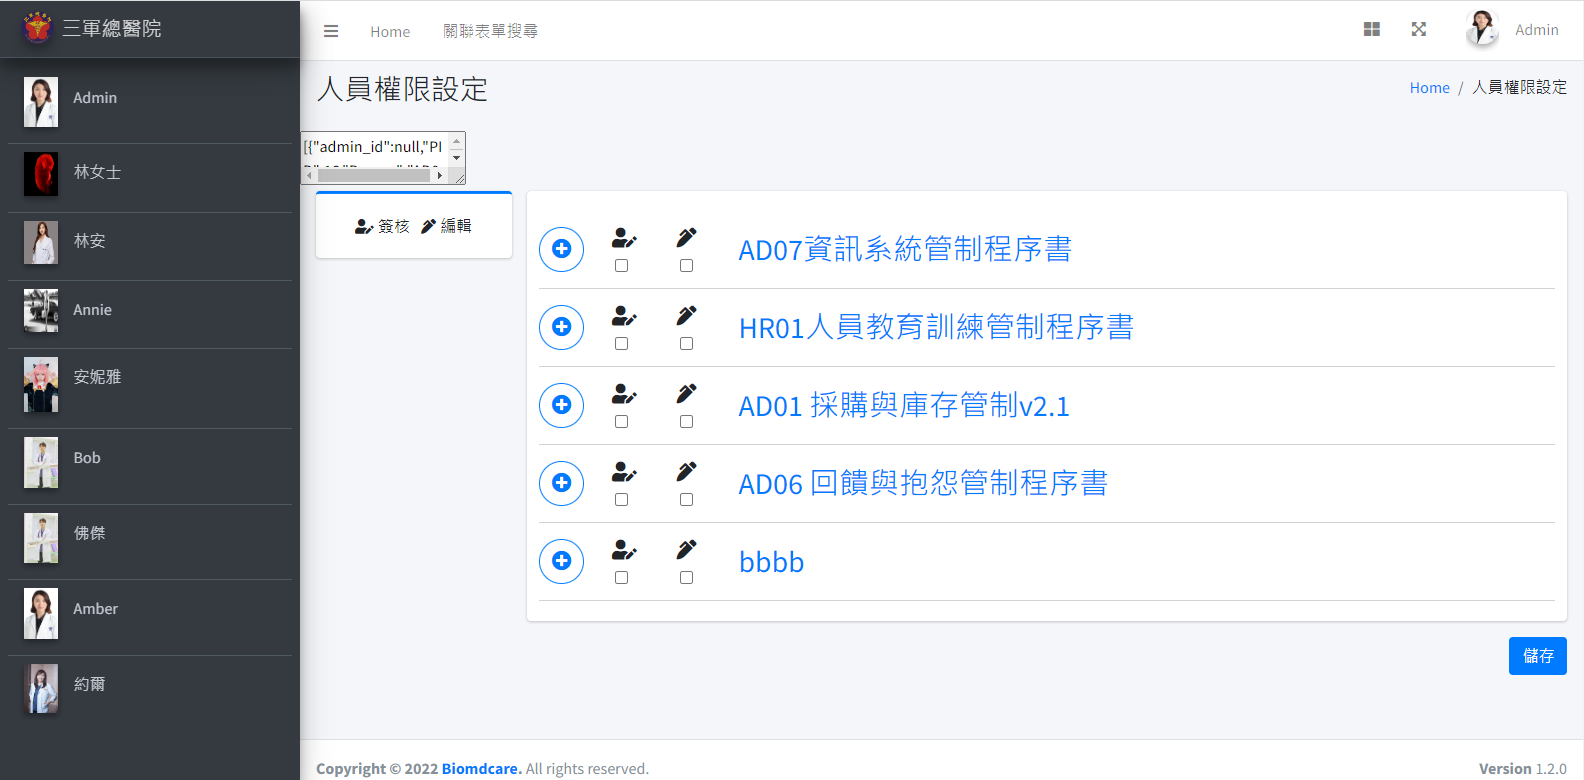 三軍總醫院
Home
關聯表單搜尋
Admin
Admin
林女士
林安
Annie
安妮雅
Bob
佛傑
Amber
約爾
人員權限設定
Home / 人員權限設定
[{"admin_id":null,"PI
簽核 編輯
AD07資訊系統管制程序書
HR01人員教育訓練管制程序書
AD01 採購與庫存管制v2.1
AD06 回饋與抱怨管制程序書
bbbb
儲存
Copyright © 2022 Biomdcare. All rights reserved.
Version 1.2.0